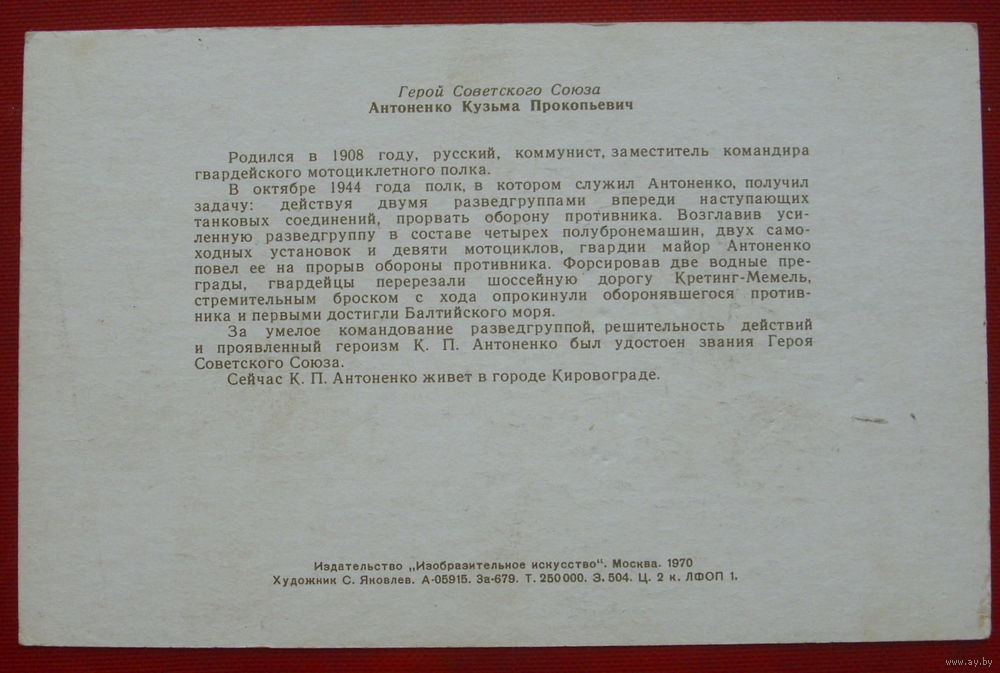 Герой Советского Союза
Антоненко Кузьма Прокопьевич
Родился в 1908 году, русский, коммунист, заместитель командира
гвардейского мотоциклетного полка.
В октябре 1944 года полк, в котором служил Антоненко, получил
задачу: действуя двумя разведгруппами впереди наступающих
танковых соединений, прорвать оборону противника. Возглавив уси-
ленную разведгруппу в составе четырех полубронемашин, двух само-
ходных установок и девяти мотоциклов, гвардии майор Антоненко
повел ее на прорыв обороны противника. Форсировав две водные пре-
грады, гвардейцы перерезали шоссейную дорогу Кретинг-Мемель,
стремительным броском с хода опрокинули оборонявшегося против-
ника и первыми достигли Балтийского моря.
За умелое командование разведгруппой, решительность действий
и проявленный героизм К. П. Антоненко был удостоен звания Героя
Советского Союза.
Сейчас К. П. Антоненко живет в городе Кировограде.
Издательство „Изобразительное искусство“. Москва. 1970
Художник С. Яковлев. А-05915. За-679. Т. 250000. З. 504. Ц. 2 к. ЛФОП 1.
www.ay.by